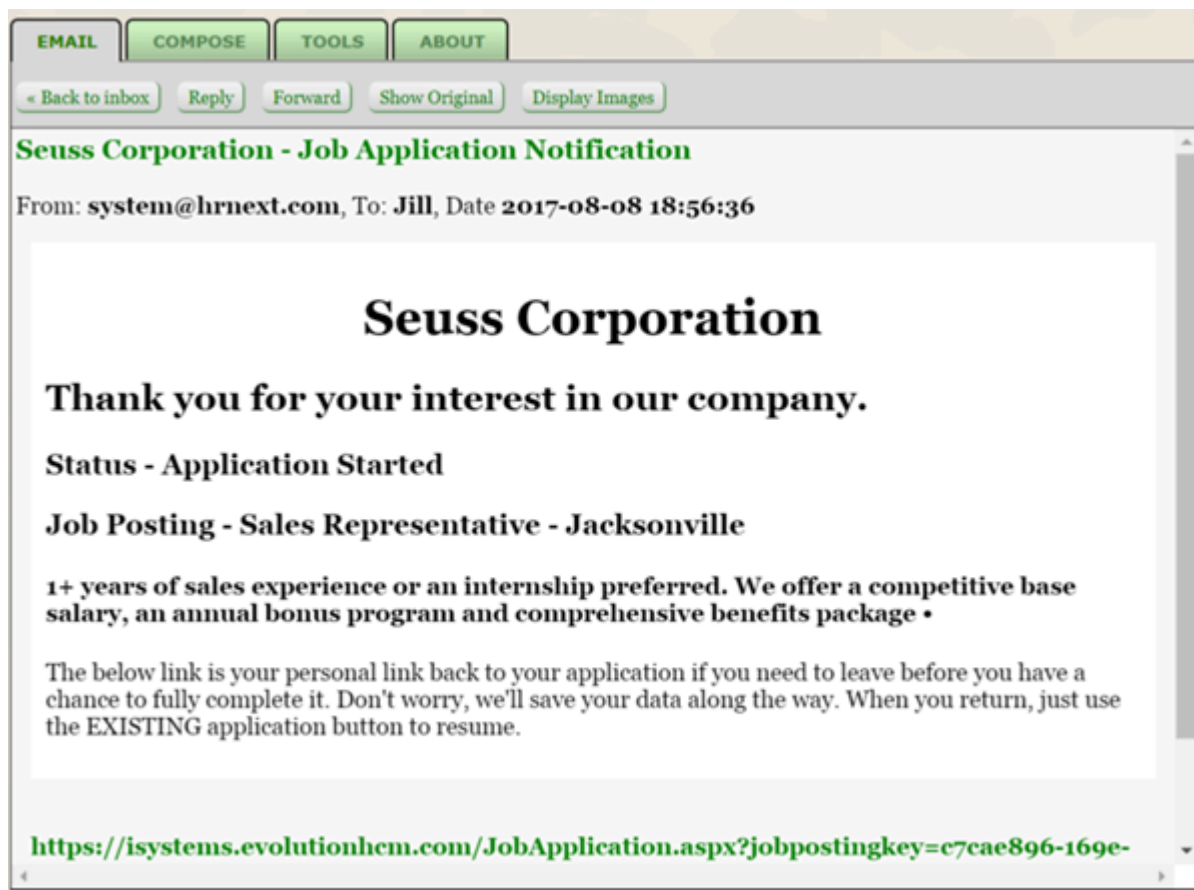 EMAIL COMPOSE TOOLS ABOUT
« Back to inbox Reply Forward Show Original Display Images
Seuss Corporation - Job Application Notification
From: system@hrnext.com, To: Jill, Date 2017-08-08 18:56:36
Seuss Corporation
Thank you for your interest in our company.
Status - Application Started
Job Posting - Sales Representative - Jacksonville
1+ years of sales experience or an internship preferred. We offer a competitive base
salary, an annual bonus program and comprehensive benefits package •
The below link is your personal link back to your application if you need to leave before you have a
chance to fully complete it. Don't worry, we'll save your data along the way. When you return, just use
the EXISTING application button to resume.
https://isystems.evolutionhcm.com/JobApplication.aspx?jobpostingkey=c7cae896-169e-